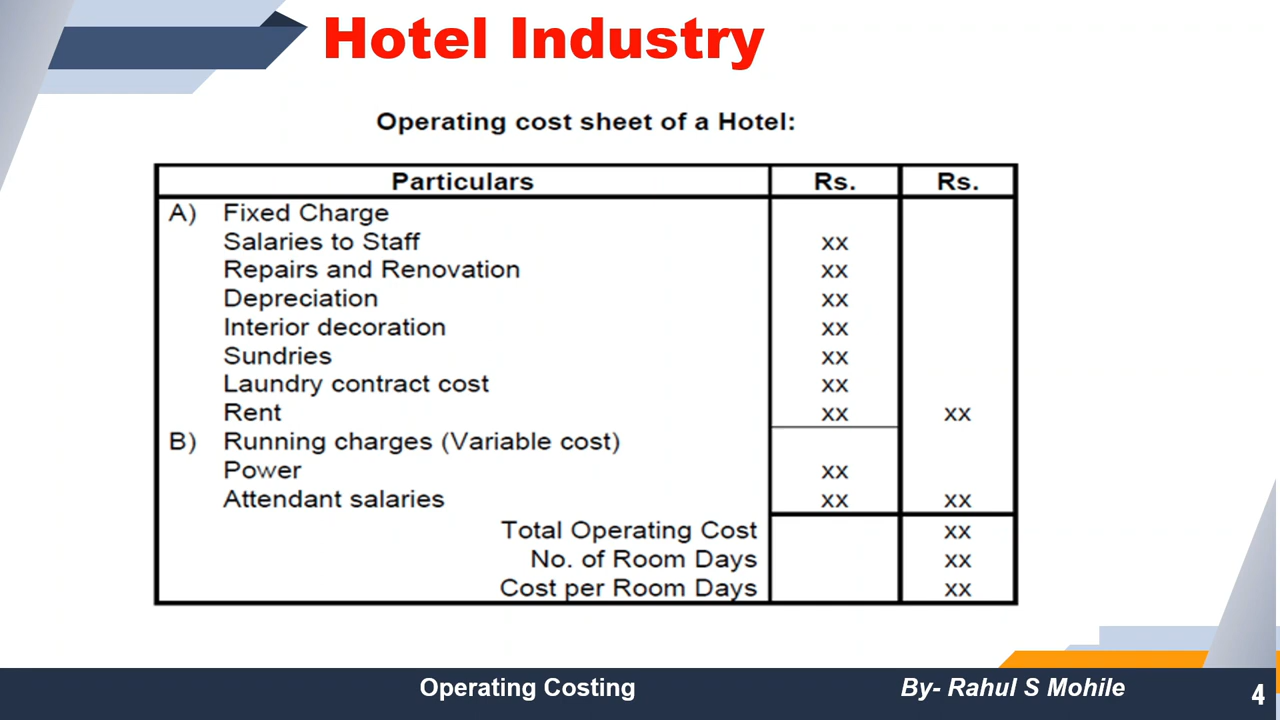 Hotel Industry
Operating cost sheet of a Hotel:
Particulars Rs. Rs.
A) Fixed Charge
Salaries to Staff xx
Repairs and Renovation xx
Depreciation xx
Interior decoration xx
Sundries xx
Laundry contract cost xx
Rent xx xx
B) Running charges (Variable cost)
Power xx
Attendant salaries xx xx
Total Operating Cost xx
No. of Room Days xx
Cost per Room Days xx
Operating Costing By- Rahul S Mohile 4